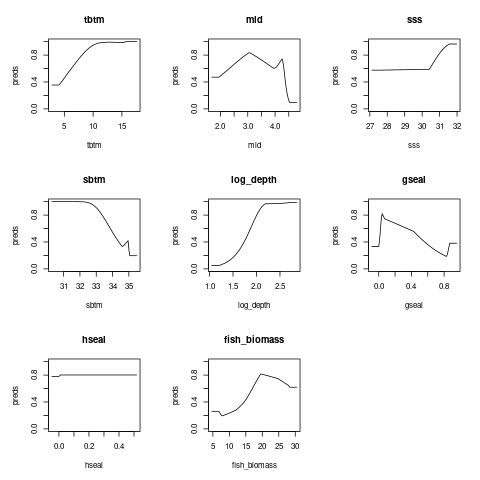 tbtm
mld
sss
preds
0.0 0.4 0.8
5 10 15
tbtm
preds
0.0 0.4 0.8
2.0 3.0 4.0
mld
preds
0.0 0.4 0.8
27 28 29 30 31 32
sss
sbtm
log_depth
gseal
preds
0.0 0.4 0.8
31 32 33 34 35
sbtm
preds
0.0 0.4 0.8
1.0 1.5 2.0 2.5
log_depth
preds
0.0 0.4 0.8
0.0 0.4 0.8
gseal
hseal
fish_biomass
preds
0.0 0.4 0.8
0.0 0.2 0.4
hseal
preds
0.0 0.4 0.8
5 10 15 20 25 30
fish_biomass